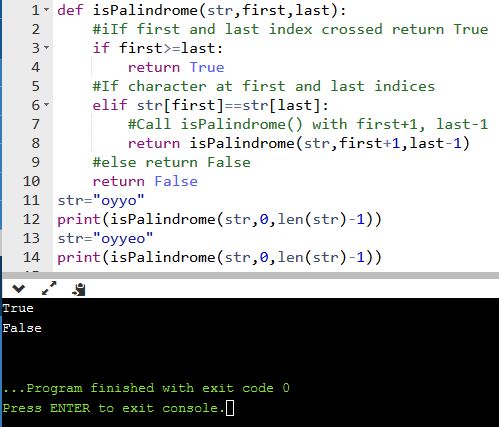 1 def isPalindrome(str,first,last):
2 #iIf first and last index crossed return True
3 if first>=last:
4 return True
5 #If character at first and last indices
6 elif str[first]==str[last]:
7 #Call isPalindrome() with first+1, last-1
8 return isPalindrome(str,first+1,last-1)
9 #else return False
10 return False
11 str="oyyo"
12 print(isPalindrome(str,0,len(str)-1))
13 str="oyyeo"
14 print(isPalindrome(str,0,len(str)-1))
True
False
...Program finished with exit code 0
Press ENTER to exit console.